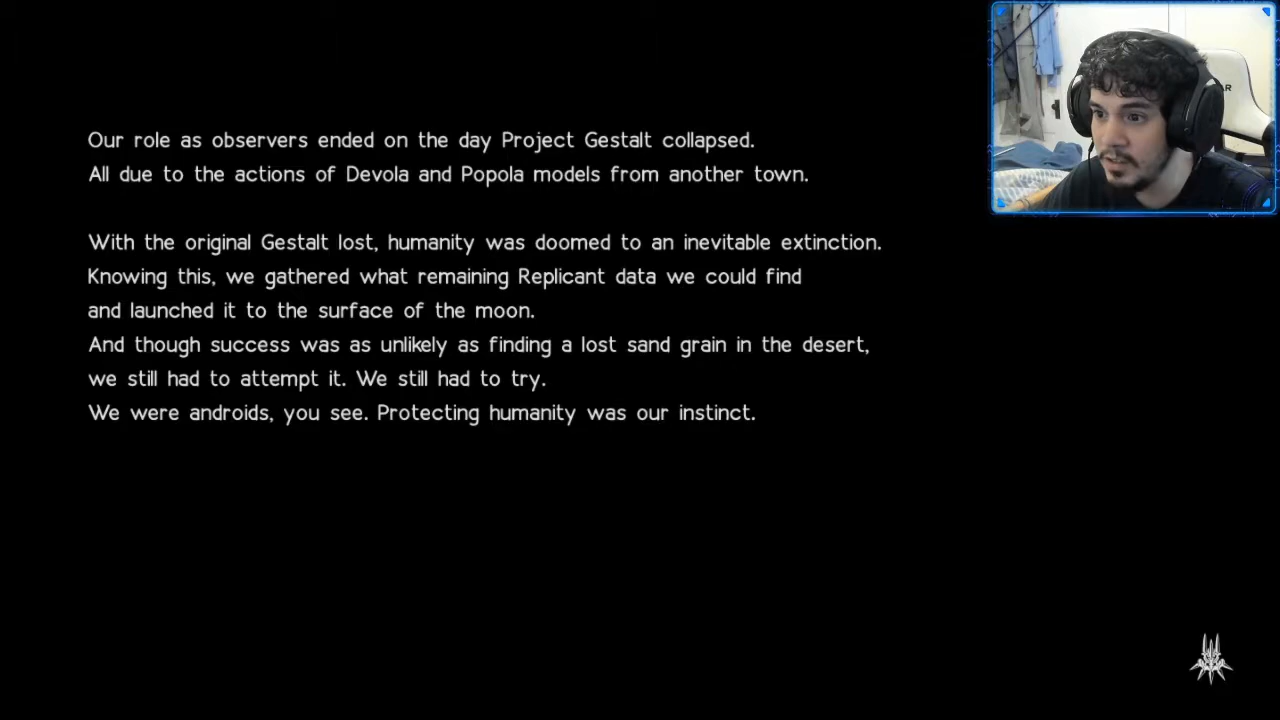 Our role as observers ended on the day Project Gestalt collapsed.
All due to the actions of Devola and Popola models from another town.
With the original Gestalt lost, humanity was doomed to an inevitable extinction.
Knowing this, we gathered what remaining Replicant data we could find
and launched it to the surface of the moon.
And though success was as unlikely as finding a lost sand grain in the desert,
we still had to attempt it. We still had to try.
We were androids, you see. Protecting humanity was our instinct.